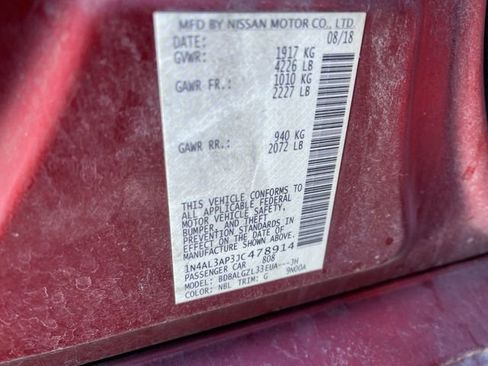 MFD BY NISSAN MOTOR CO., LTD.
DATE: 08/18
GVWR: 1917 KG
4226 LB
GAWR FR.: 1010 KG
2227 LB
GAWR RR.: 940 KG
2072 LB
THIS VEHICLE CONFORMS TO
ALL APPLICABLE FEDERAL
MOTOR VEHICLE SAFETY,
BUMPER, AND THEFT
PREVENTION STANDARDS IN
EFFECT ON THE DATE OF
MANUFACTURE SHOWN ABOVE.
1N4AL3AP3JC478914
PASSENGER CAR 808
MODEL: BDBALGZL33EUA---JH
COLOR: NBL TRIM: G 9N00A